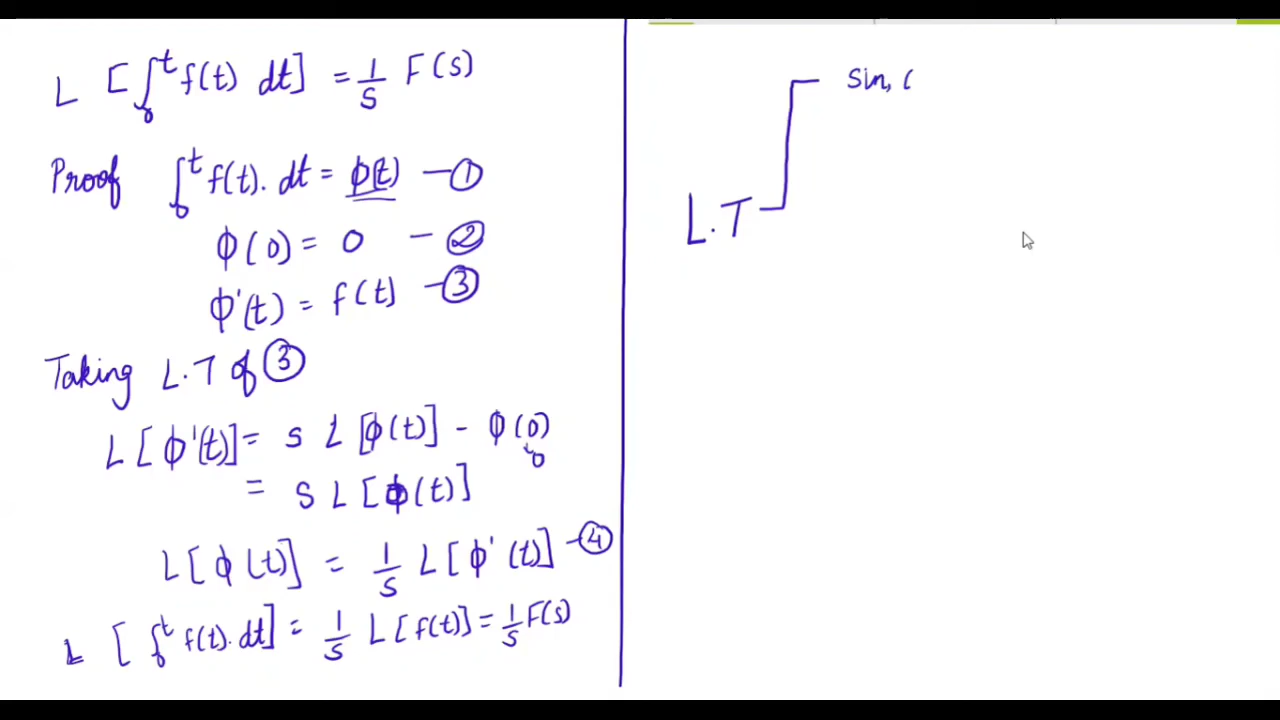 L [∫₀ᵗ f(t) dt] = 1/s F(s)
Proof ∫₀ᵗ f(t). dt = ϕ(t) — ①
ϕ(0) = 0 — ②
ϕ'(t) = f(t) — ③
Taking L.T of ③
L[ϕ'(t)] = s L[ϕ(t)] - ϕ(0)
0
= s L[ϕ(t)]
L[ϕ(t)] = 1/s L[ϕ'(t)] — ④
L [∫₀ᵗ f(t). dt] = 1/s L[f(t)] = 1/s F(s)
sin, (
L.T